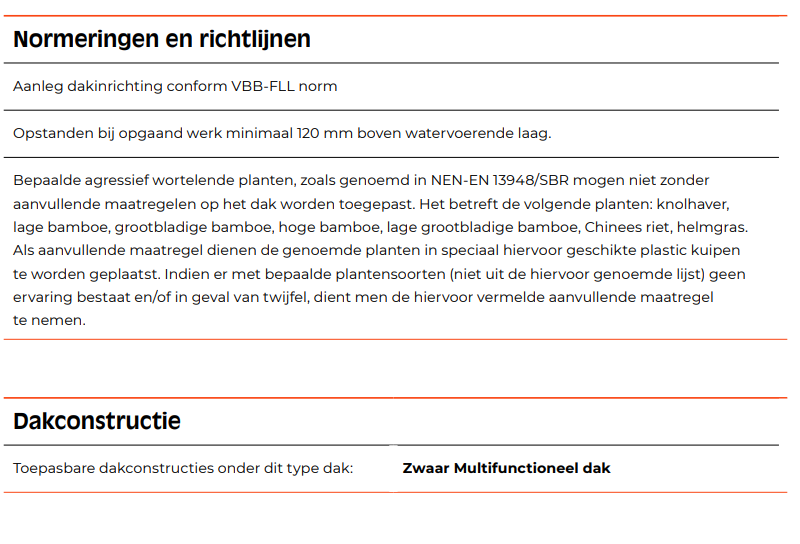 Normeringen en richtlijnen
Aanleg dakinrichting conform VBB-FLL norm
Opstanden bij opgaand werk minimaal 120 mm boven watervoerende laag.
Bepaalde agressief wortelende planten, zoals genoemd in NEN-EN 13948/SBR mogen niet zonder
aanvullende maatregelen op het dak worden toegepast. Het betreft de volgende planten: knolhaver,
lage bamboe, grootbladige bamboe, hoge bamboe, lage grootbladige bamboe, Chinees riet, helmgras.
Als aanvullende maatregel dienen de genoemde planten in speciaal hiervoor geschikte plastic kuipen
te worden geplaatst. Indien er met bepaalde plantensoorten (niet uit de hiervoor genoemde lijst) geen
ervaring bestaat en/of in geval van twijfel, dient men de hiervoor vermelde aanvullende maatregel
te nemen.
Dakconstructie
Toepasbare dakconstructies onder dit type dak: Zwaar Multifunctioneel dak